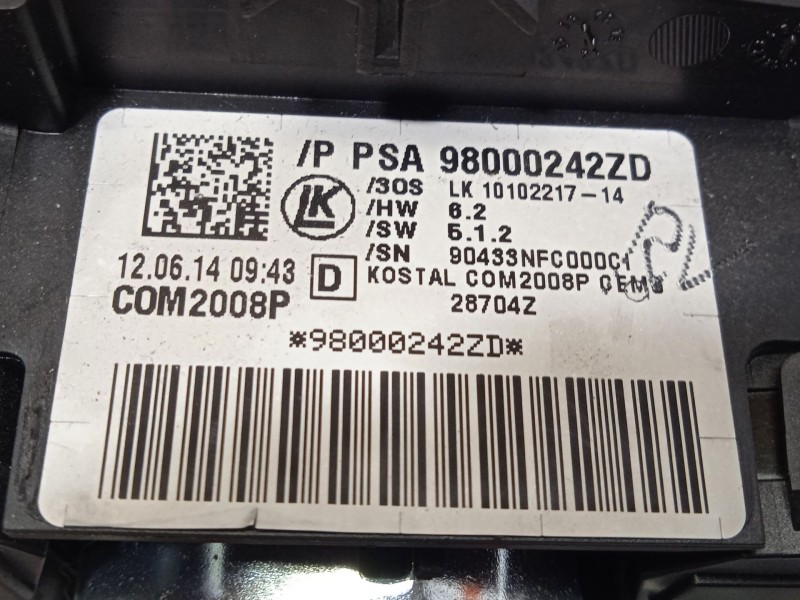 /P PSA 98000242ZD
/3OS LK 10102217-14
/HW 6.2
/SW 5.1.2
/SN 90433NFC000C1
LK
12.06.14 09:43
D
KOSTAL COM2008P CEM3
COM2008P
28704Z
*98000242ZD*